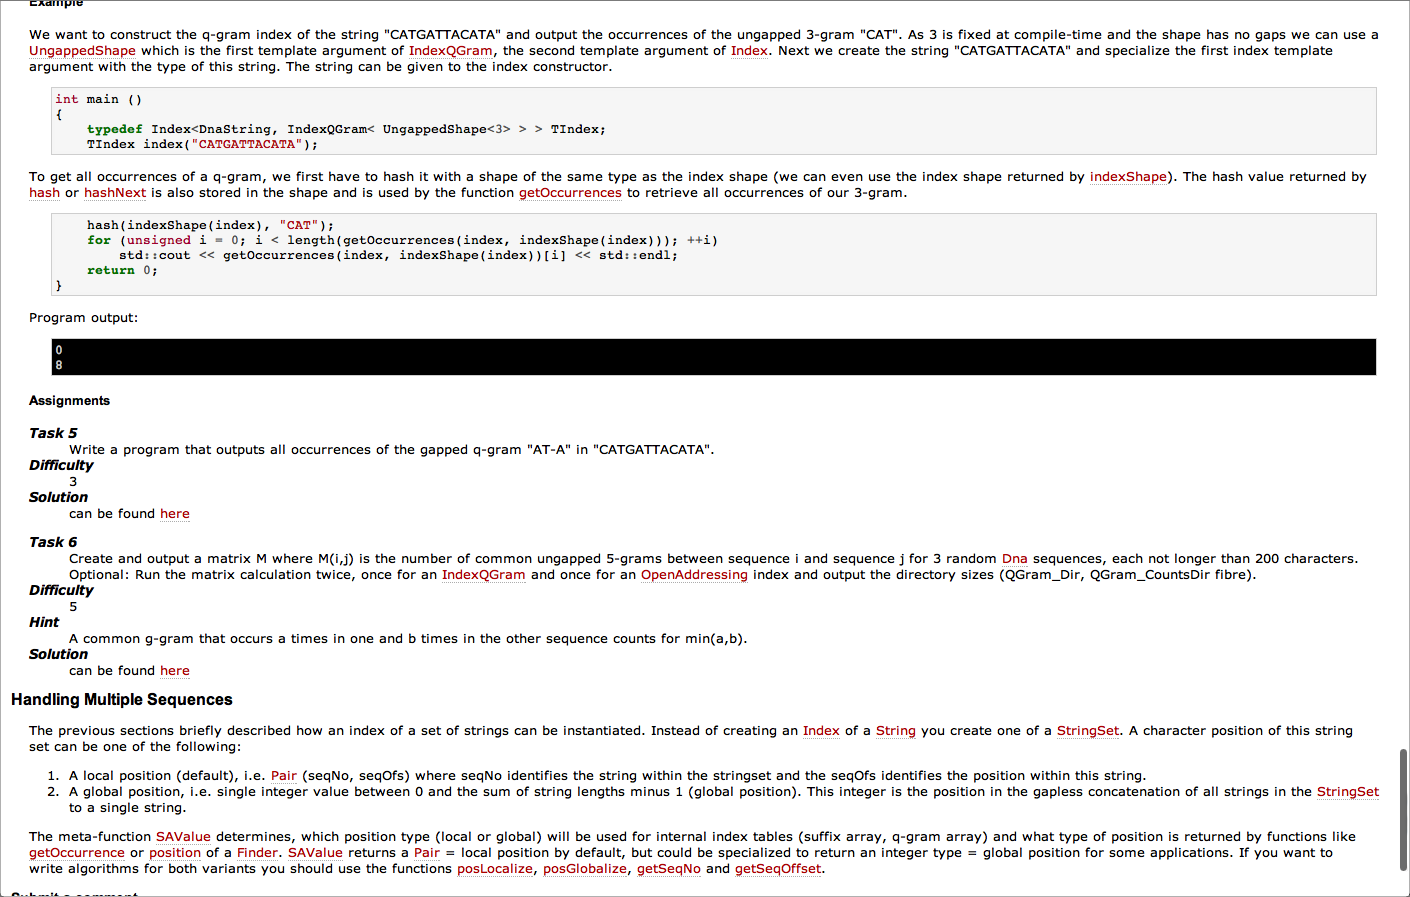 Example
We want to construct the q-gram index of the string "CATGATTACATA" and output the occurrences of the ungapped 3-gram "CAT". As 3 is fixed at compile-time and the shape has no gaps we can use a
UngappedShape which is the first template argument of IndexQGram, the second template argument of Index. Next we create the string "CATGATTACATA" and specialize the first index template
argument with the type of this string. The string can be given to the index constructor.
int main ()
{
    typedef Index<DnaString, IndexQGram< UngappedShape<3> > > TIndex;
    TIndex index("CATGATTACATA");
To get all occurrences of a q-gram, we first have to hash it with a shape of the same type as the index shape (we can even use the index shape returned by indexShape). The hash value returned by
hash or hashNext is also stored in the shape and is used by the function getOccurrences to retrieve all occurrences of our 3-gram.
    hash(indexShape(index), "CAT");
    for (unsigned i = 0; i < length(getOccurrences(index, indexShape(index))); ++i)
        std::cout << getOccurrences(index, indexShape(index))[i] << std::endl;
    return 0;
}
Program output:
0
8
Assignments
Task 5
Write a program that outputs all occurrences of the gapped q-gram "AT-A" in "CATGATTACATA".
Difficulty
3
Solution
can be found here
Task 6
Create and output a matrix M where M(i,j) is the number of common ungapped 5-grams between sequence i and sequence j for 3 random Dna sequences, each not longer than 200 characters.
Optional: Run the matrix calculation twice, once for an IndexQGram and once for an OpenAddressing index and output the directory sizes (QGram_Dir, QGram_CountsDir fibre).
Difficulty
5
Hint
A common g-gram that occurs a times in one and b times in the other sequence counts for min(a,b).
Solution
can be found here
Handling Multiple Sequences
The previous sections briefly described how an index of a set of strings can be instantiated. Instead of creating an Index of a String you create one of a StringSet. A character position of this string
set can be one of the following:
1. A local position (default), i.e. Pair (seqNo, seqOfs) where seqNo identifies the string within the stringset and the seqOfs identifies the position within this string.
2. A global position, i.e. single integer value between 0 and the sum of string lengths minus 1 (global position). This integer is the position in the gapless concatenation of all strings in the StringSet
to a single string.
The meta-function SAValue determines, which position type (local or global) will be used for internal index tables (suffix array, q-gram array) and what type of position is returned by functions like
getOccurrence or position of a Finder. SAValue returns a Pair = local position by default, but could be specialized to return an integer type = global position for some applications. If you want to
write algorithms for both variants you should use the functions posLocalize, posGlobalize, getSeqNo and getSeqOffset.
Submit a comment